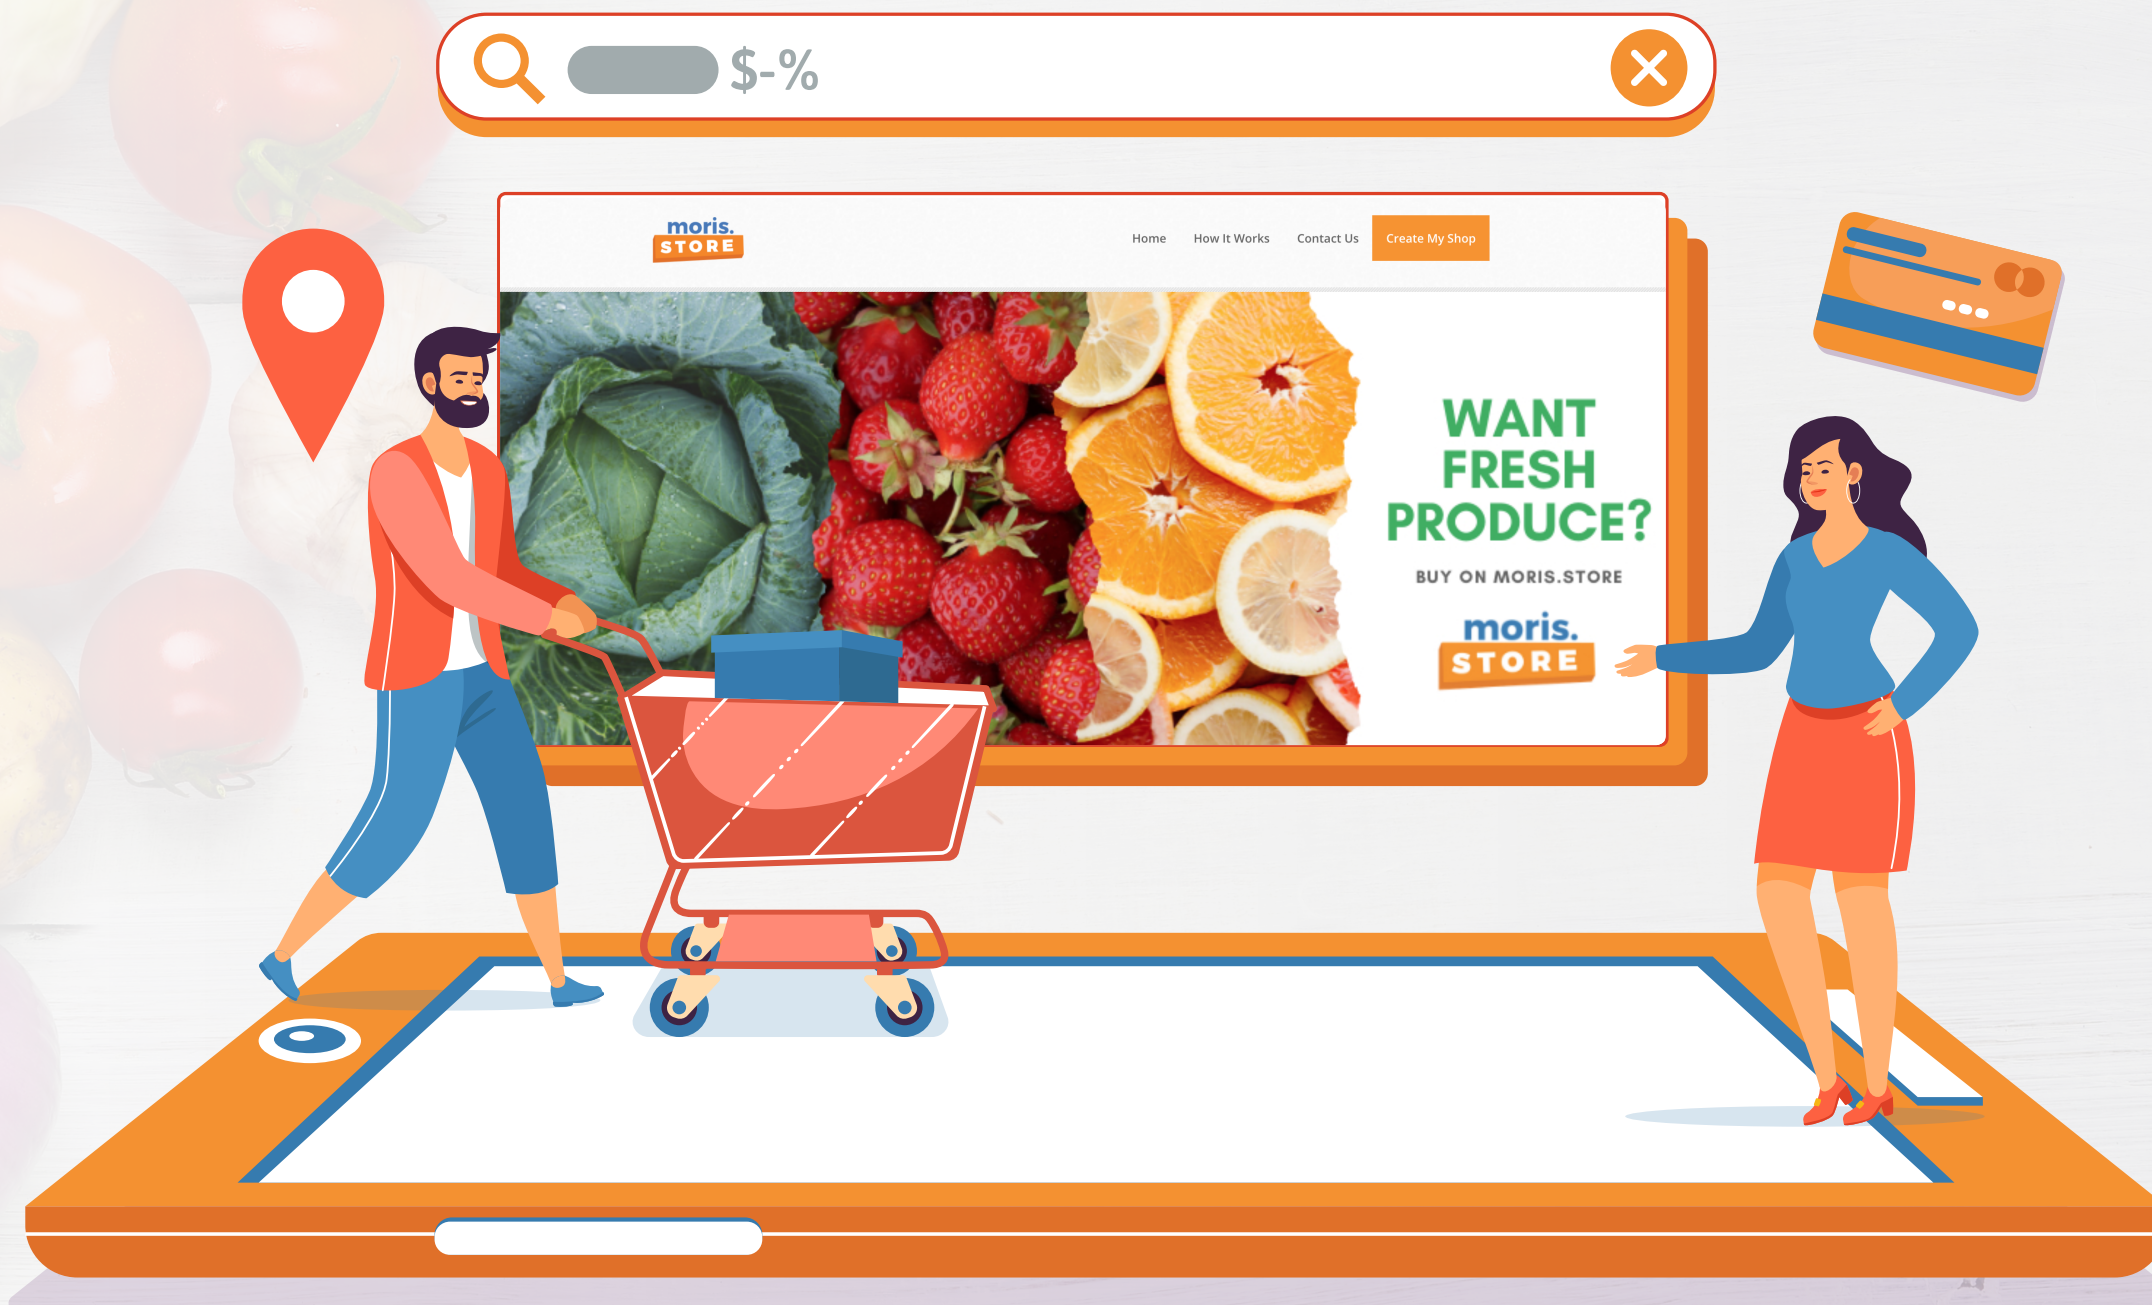 $-%
moris.
STORE
Home How It Works Contact Us Create My Shop
WANT
FRESH
PRODUCE?
BUY ON MORIS.STORE
moris.
STORE